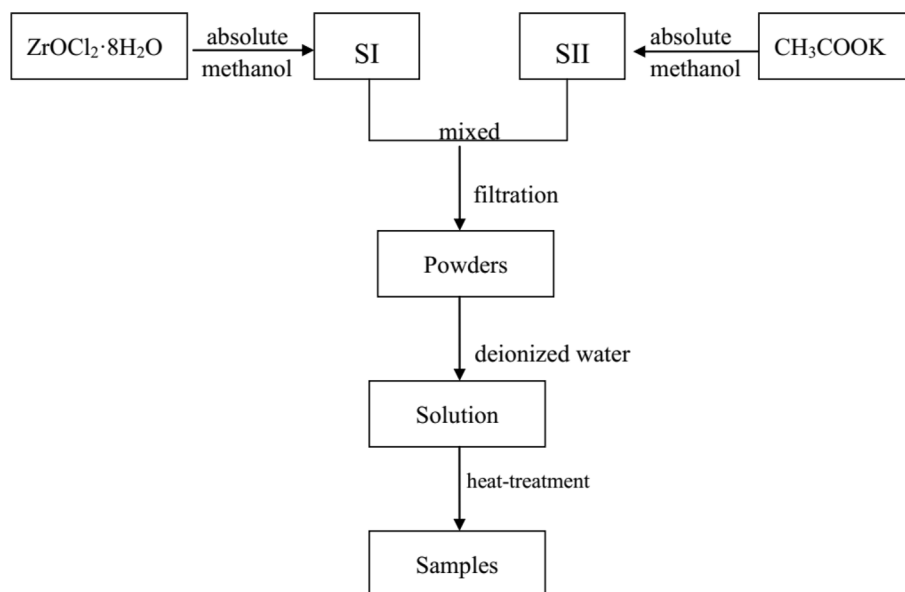 ZrOCl₂·8H₂O
absolute
methanol
SI
SII
absolute
methanol
CH₃COOK
mixed
filtration
Powders
deionized water
Solution
heat-treatment
Samples